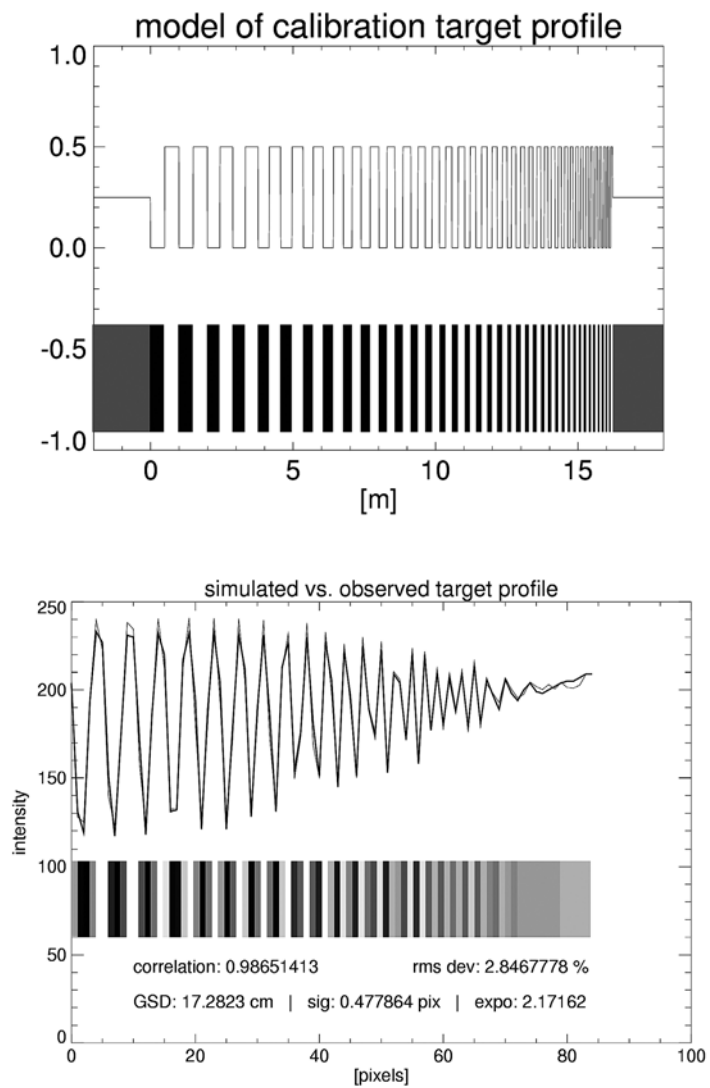 model of calibration target profile
1.0
0.5
0.0
-0.5
-1.0
0 5 10 15
[m]
simulated vs. observed target profile
250
200
150
100
50
0
intensity
correlation: 0.98651413 rms dev: 2.8467778 %
GSD: 17.2823 cm | sig: 0.477864 pix | expo: 2.17162
0 20 40 60 80 100
[pixels]